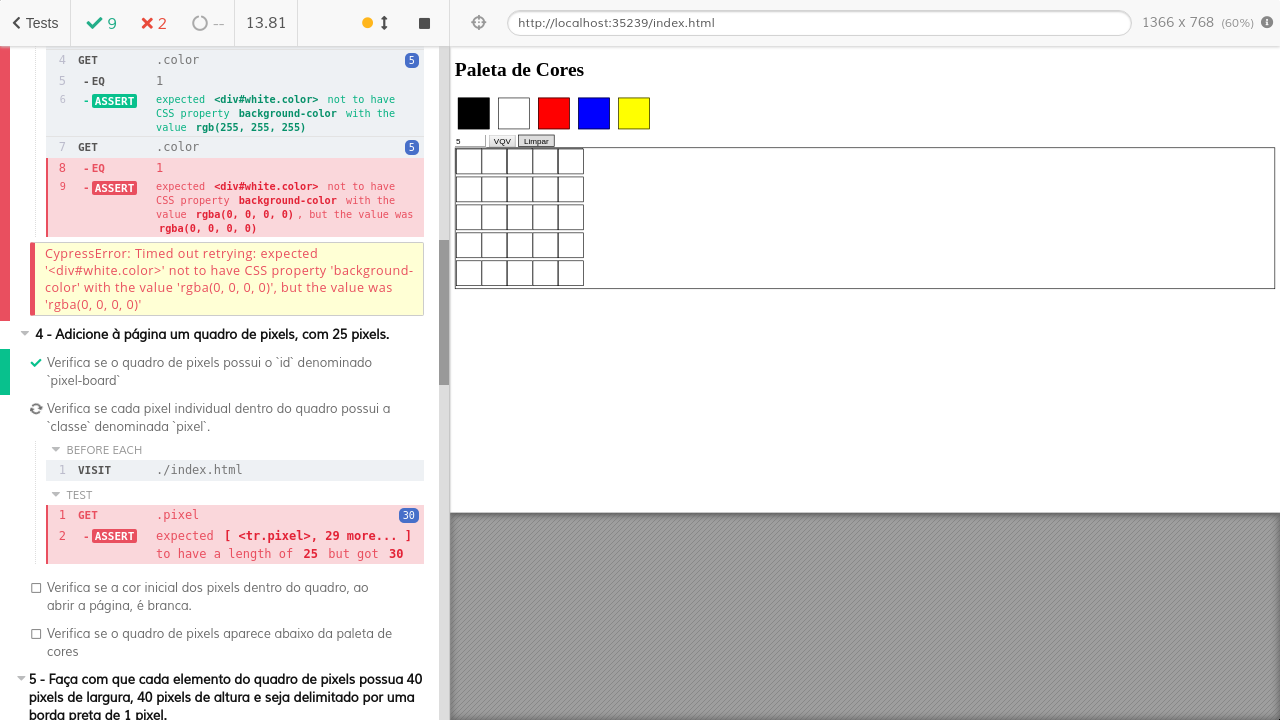 Tests
9
2
--
13.81
http://localhost:35239/index.html
1366 x 768 (60%)
4 GET .color 5
5 -EQ 1
6 -ASSERT expected <div#white.color> not to have
CSS property background-color with the
value rgb(255, 255, 255)
7 GET .color 5
8 -EQ 1
9 -ASSERT expected <div#white.color> not to have
CSS property background-color with the
value rgba(0, 0, 0, 0), but the value was
rgba(0, 0, 0, 0)
CypressError: Timed out retrying: expected
'<div#white.color>' not to have CSS property 'background-
color' with the value 'rgba(0, 0, 0, 0)', but the value was
'rgba(0, 0, 0, 0)'
4 - Adicione à página um quadro de pixels, com 25 pixels.
Verifica se o quadro de pixels possui o `id` denominado
`pixel-board`
Verifica se cada pixel individual dentro do quadro possui a
`classe` denominada `pixel`.
BEFORE EACH
1 VISIT ./index.html
TEST
1 GET .pixel 30
2 -ASSERT expected [ <tr.pixel>, 29 more... ]
to have a length of 25 but got 30
Verifica se a cor inicial dos pixels dentro do quadro, ao
abrir a página, é branca.
Verifica se o quadro de pixels aparece abaixo da paleta de
cores
5 - Faça com que cada elemento do quadro de pixels possua 40
pixels de largura, 40 pixels de altura e seja delimitado por uma
borda preta de 1 pixel.
Paleta de Cores
5 VQV Limpar